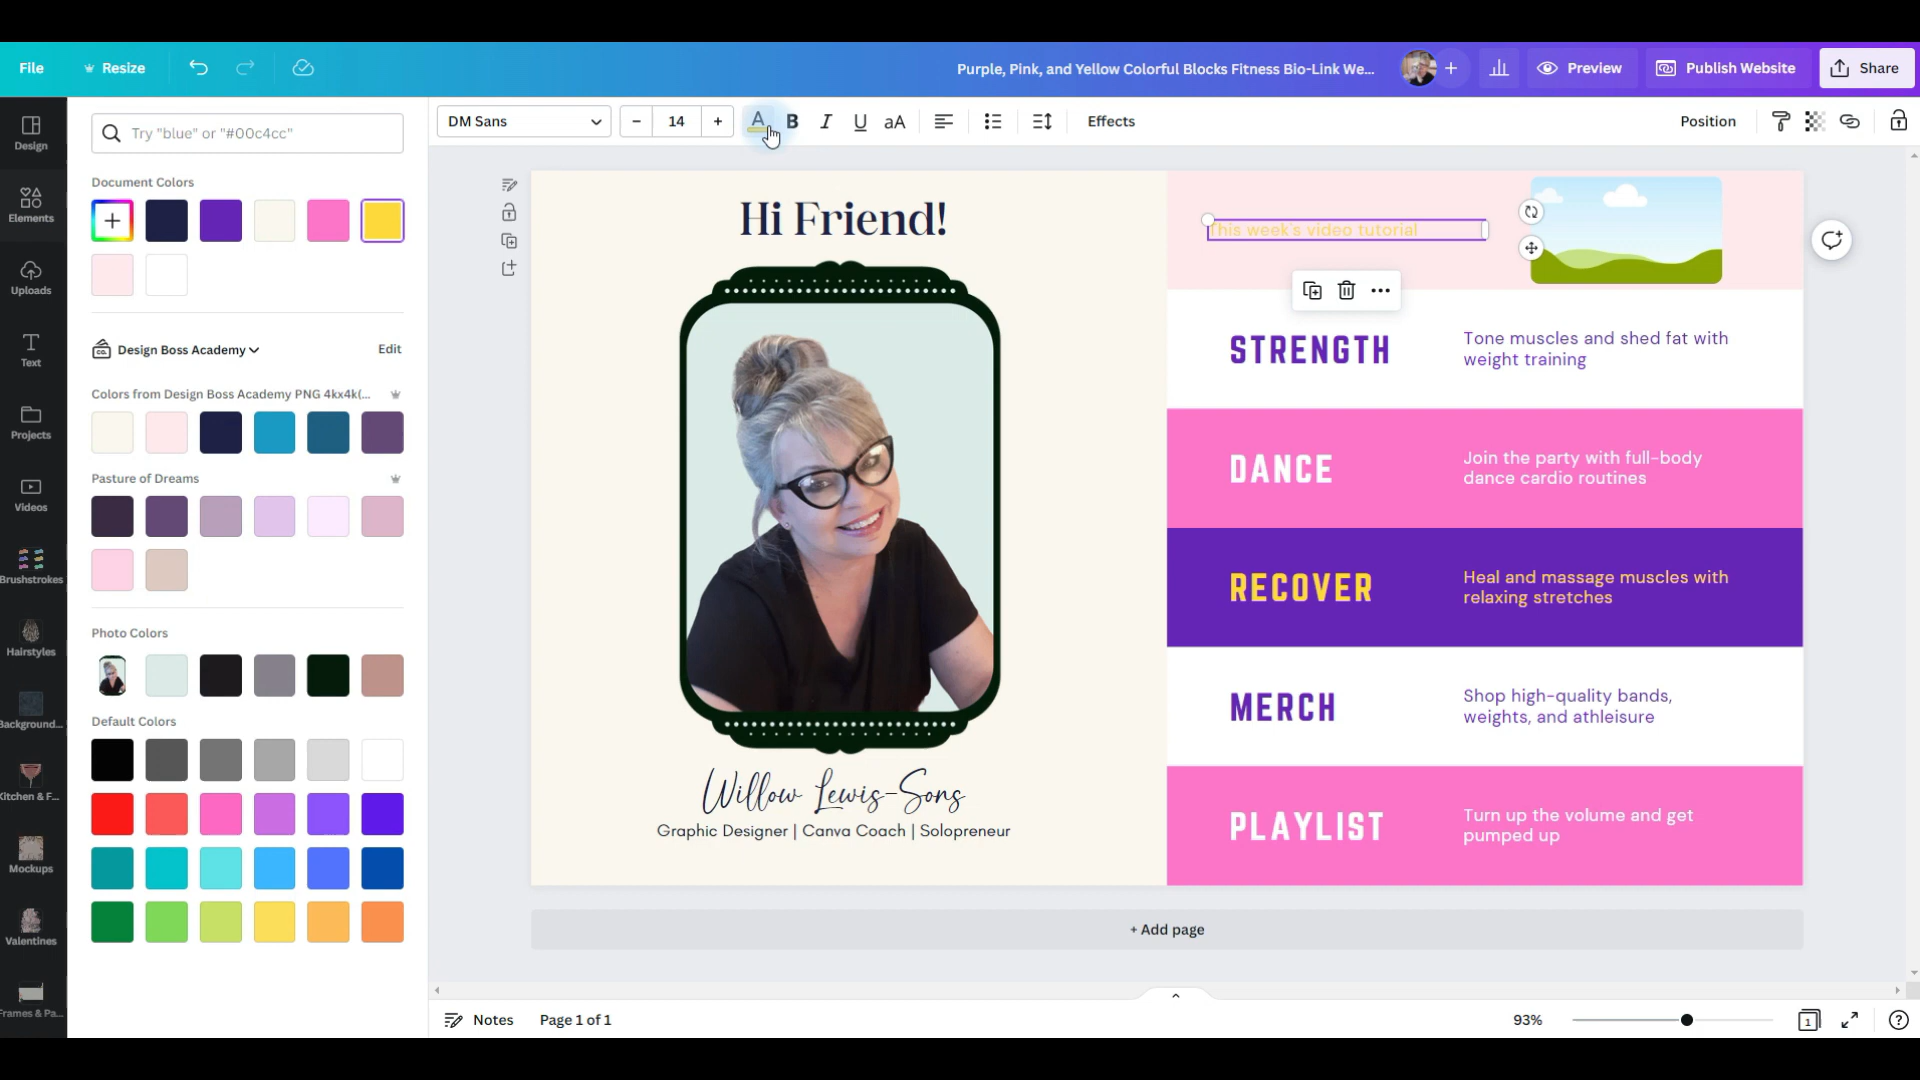 File
Resize
Purple, Pink, and Yellow Colorful Blocks Fitness Bio-Link We...
+
Preview
Publish Website
Share
Design
Elements
Uploads
Text
Projects
Videos
Brushstrokes
Hairstyles
Background...
Kitchen & F...
Mockups
Valentines
Frames & Pa...
Try "blue" or "#00c4cc"
Document Colors
Design Boss Academy
Edit
Colors from Design Boss Academy PNG 4kx4k(...
Pasture of Dreams
Photo Colors
Default Colors
DM Sans
- 14 +
A B I U aA
Effects
Position
Hi Friend!
Willow Lewis-Sons
Graphic Designer | Canva Coach | Solopreneur
This week's video tutorial
STRENGTH
Tone muscles and shed fat with
weight training
DANCE
Join the party with full-body
dance cardio routines
RECOVER
Heal and massage muscles with
relaxing stretches
MERCH
Shop high-quality bands,
weights, and athleisure
PLAYLIST
Turn up the volume and get
pumped up
+ Add page
Notes
Page 1 of 1
93%
1
?